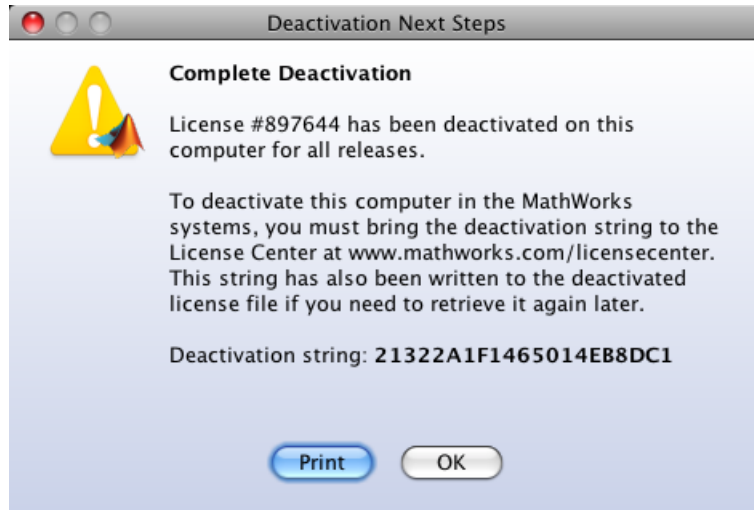 Deactivation Next Steps
Complete Deactivation
License #897644 has been deactivated on this
computer for all releases.
To deactivate this computer in the MathWorks
systems, you must bring the deactivation string to the
License Center at www.mathworks.com/licensecenter.
This string has also been written to the deactivated
license file if you need to retrieve it again later.
Deactivation string: 21322A1F1465014EB8DC1
Print
OK